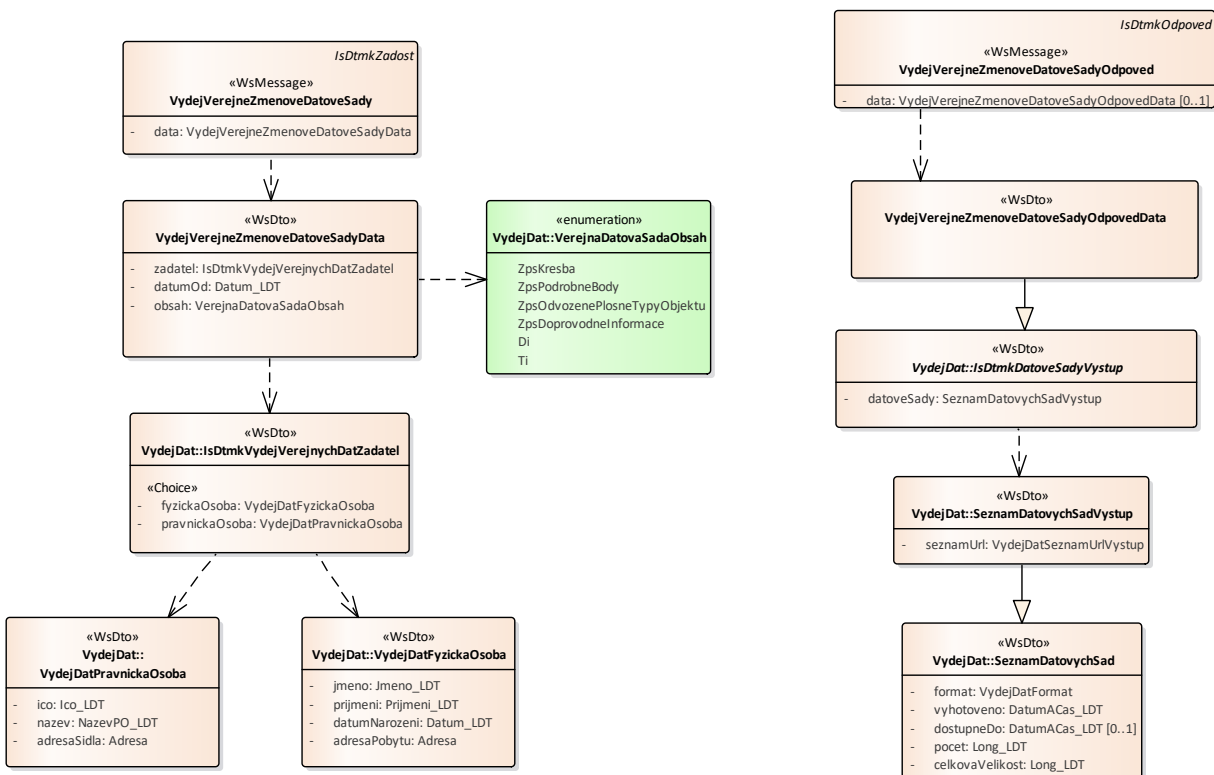 IsDtmkZadost
«WsMessage»
VydejVerejneZmenoveDatoveSady
- data: VydejVerejneZmenoveDatoveSadyData
«WsDto»
VydejVerejneZmenoveDatoveSadyData
- zadatel: IsDtmkVydejVerejnychDatZadatel
- datumOd: Datum_LDT
- obsah: VerejnaDatovaSadaObsah
«enumeration»
VydejDat::VerejnaDatovaSadaObsah
ZpsKresba
ZpsPodrobneBody
ZpsOdvozenePlosneTypyObjektu
ZpsDoprovodneInformace
Di
Ti
«WsDto»
VydejDat::IsDtmkVydejVerejnychDatZadatel
«Choice»
- fyzickaOsoba: VydejDatFyzickaOsoba
- pravnickaOsoba: VydejDatPravnickaOsoba
«WsDto»
VydejDat::
VydejDatPravnickaOsoba
- ico: Ico_LDT
- nazev: NazevPO_LDT
- adresaSidla: Adresa
«WsDto»
VydejDat::VydejDatFyzickaOsoba
- jmeno: Jmeno_LDT
- prijmeni: Prijmeni_LDT
- datumNarozeni: Datum_LDT
- adresaPobytu: Adresa
IsDtmkOdpoved
«WsMessage»
VydejVerejneZmenoveDatoveSadyOdpoved
- data: VydejVerejneZmenoveDatoveSadyOdpovedData [0..1]
«WsDto»
VydejVerejneZmenoveDatoveSadyOdpovedData
«WsDto»
VydejDat::IsDtmkDatoveSadyVystup
- datoveSady: SeznamDatovychSadVystup
«WsDto»
VydejDat::SeznamDatovychSadVystup
- seznamUrl: VydejDatSeznamUrlVystup
«WsDto»
VydejDat::SeznamDatovychSad
- format: VydejDatFormat
- vyhotoveno: DatumACas_LDT
- dostupneDo: DatumACas_LDT [0..1]
- pocet: Long_LDT
- celkovaVelikost: Long_LDT